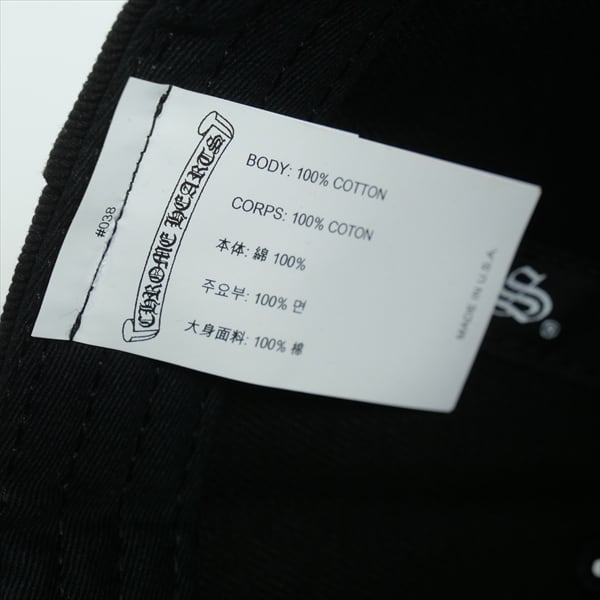 #038
CHROME HEARTS
BODY: 100% COTTON
CORPS: 100% COTON
本体: 綿 100%
주요부: 100% 면
大身面料: 100% 棉
MADE IN U.S.A
S
®